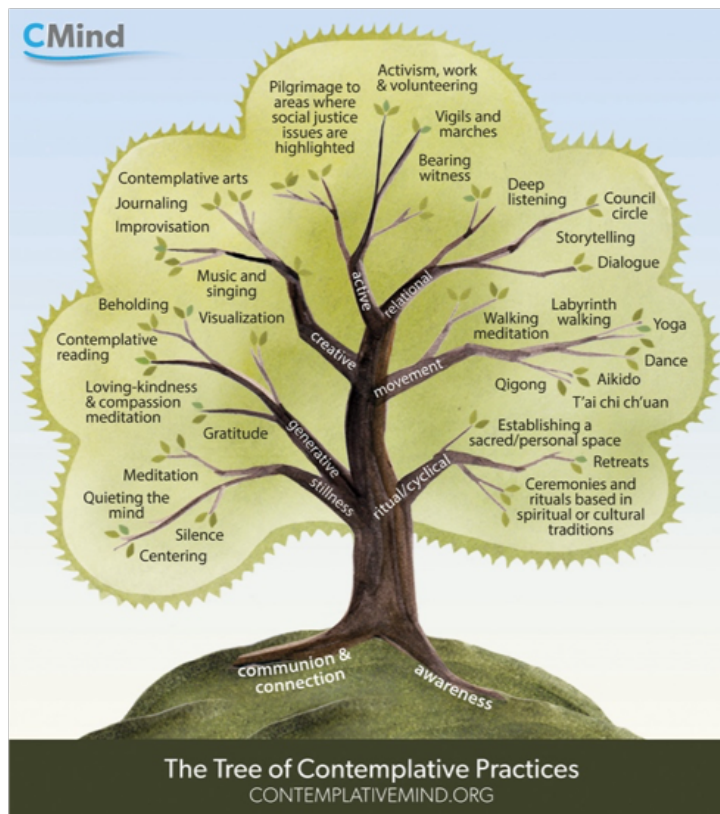 CMind
Activism, work
& volunteering
Pilgrimage to
areas where
social justice
issues are
highlighted
Vigils and
marches
Bearing
witness
Deep
listening
Council
circle
Storytelling
Dialogue
Contemplative arts
Journaling
Improvisation
Music and
singing
active
relational
creative
movement
Walking
meditation
Labyrinth
walking
Yoga
Dance
Aikido
Qigong
T'ai chi ch'uan
Beholding
Visualization
Contemplative
reading
Loving-kindness
& compassion
meditation
Gratitude
generative
stillness
ritual/cyclical
Establishing a
sacred/personal space
Retreats
Ceremonies and
rituals based in
spiritual or cultural
traditions
Meditation
Quieting the
mind
Silence
Centering
communion &
connection
awareness
The Tree of Contemplative Practices
CONTEMPLATIVEMIND.ORG